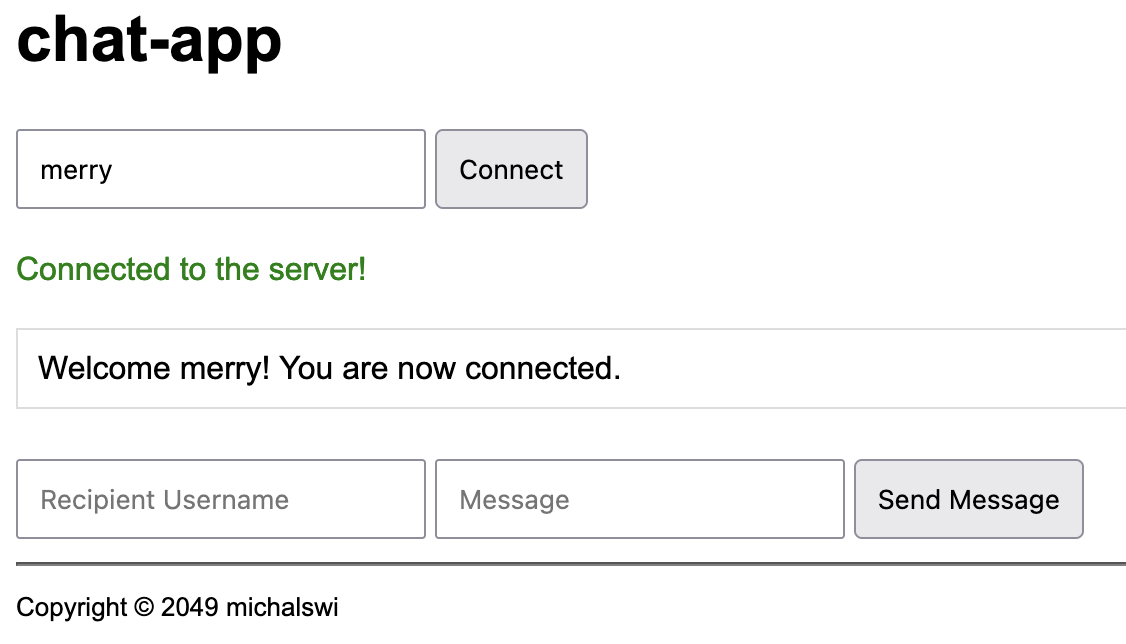 chat-app
merry Connect
Connected to the server!
Welcome merry! You are now connected.
Recipient Username Message Send Message
Copyright © 2049 michalswi